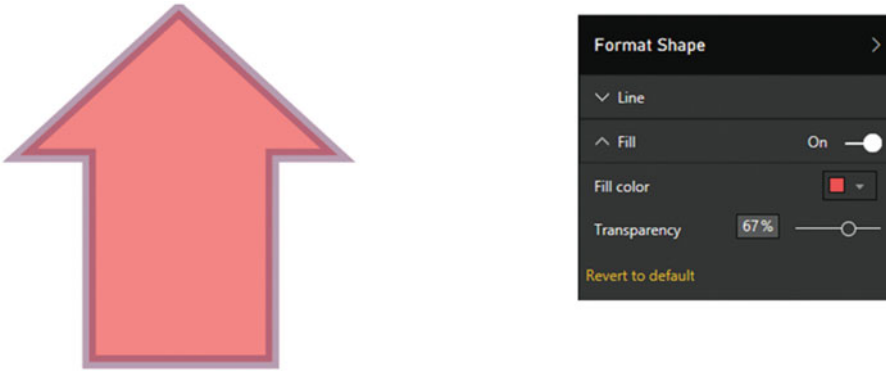 Format Shape
Line
Fill On
Fill color
Transparency 67%
Revert to default